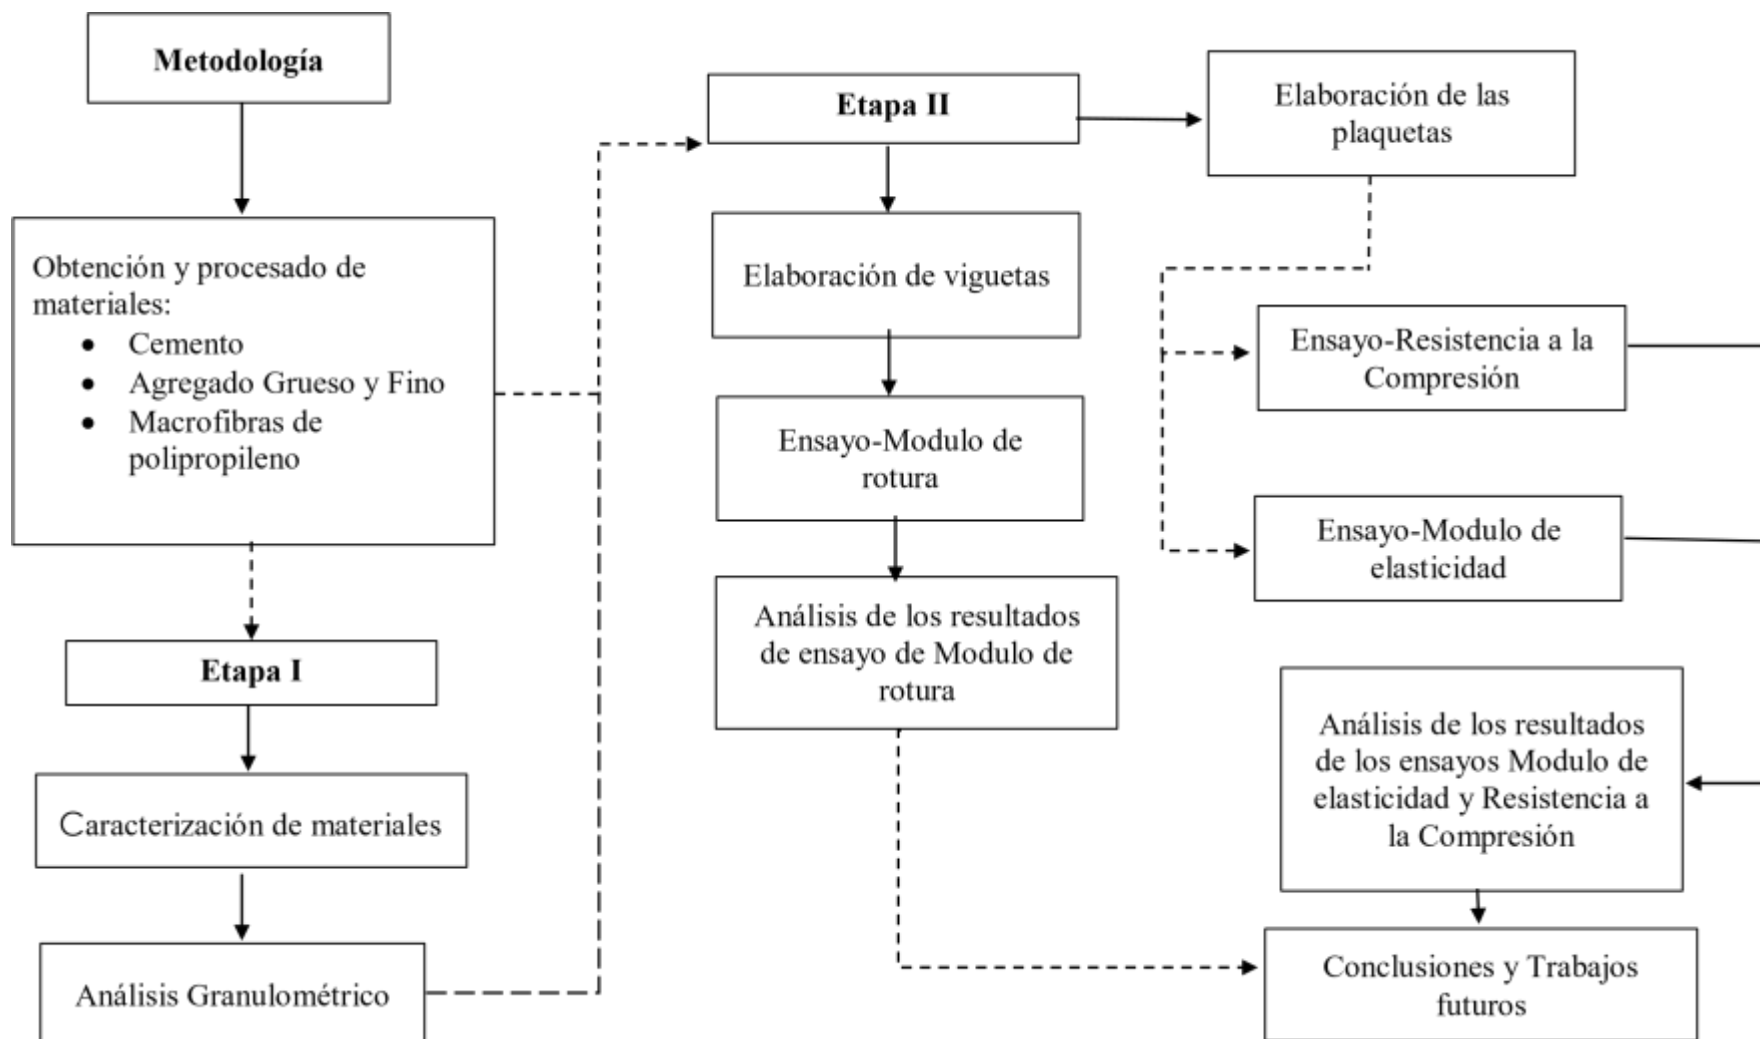 Metodología
Obtención y procesado de
materiales:
● Cemento
● Agregado Grueso y Fino
● Macrofibras de
polipropileno
Etapa I
Caracterización de materiales
Análisis Granulométrico
Etapa II
Elaboración de viguetas
Ensayo-Modulo de
rotura
Análisis de los resultados
de ensayo de Modulo de
rotura
Elaboración de las
plaquetas
Ensayo-Resistencia a la
Compresión
Ensayo-Modulo de
elasticidad
Análisis de los resultados
de los ensayos Modulo de
elasticidad y Resistencia a
la Compresión
Conclusiones y Trabajos
futuros